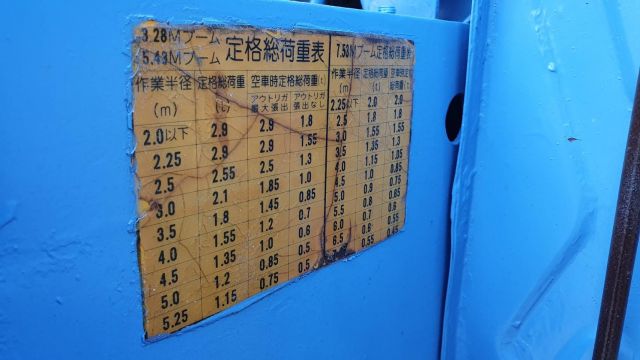 3.28Mブーム 定格総荷重表
5.43Mブーム
作業半径 定格総荷重 空車時定格総荷重(t)
(m) (t) アウトリガ最大張出 アウトリガ張出なし
2.0以下 2.9 2.9 1.8
2.25 2.9 2.9 1.55
2.5 2.55 2.5 1.3
3.0 2.1 1.85 1.0
3.5 1.8 1.45 0.85
4.0 1.55 1.2 0.7
4.5 1.35 1.0 0.6
5.0 1.2 0.85 0.5
5.25 1.15 0.75 0.5
ブーム定格総荷重表
作業半径 定格総荷重 空車時定格
(m) (t) 総荷重(t)
2.25以下 2.0 2.0
2.5 1.8 1.8
3.0 1.55 1.55
3.5 1.35 1.3
4.0 1.15 1.05
4.5 1.0 0.85
5.0 0.9 0.75
5.5 0.8
6.0 0.7 0.6
6.5 0.6 0.55
0.55 0.45